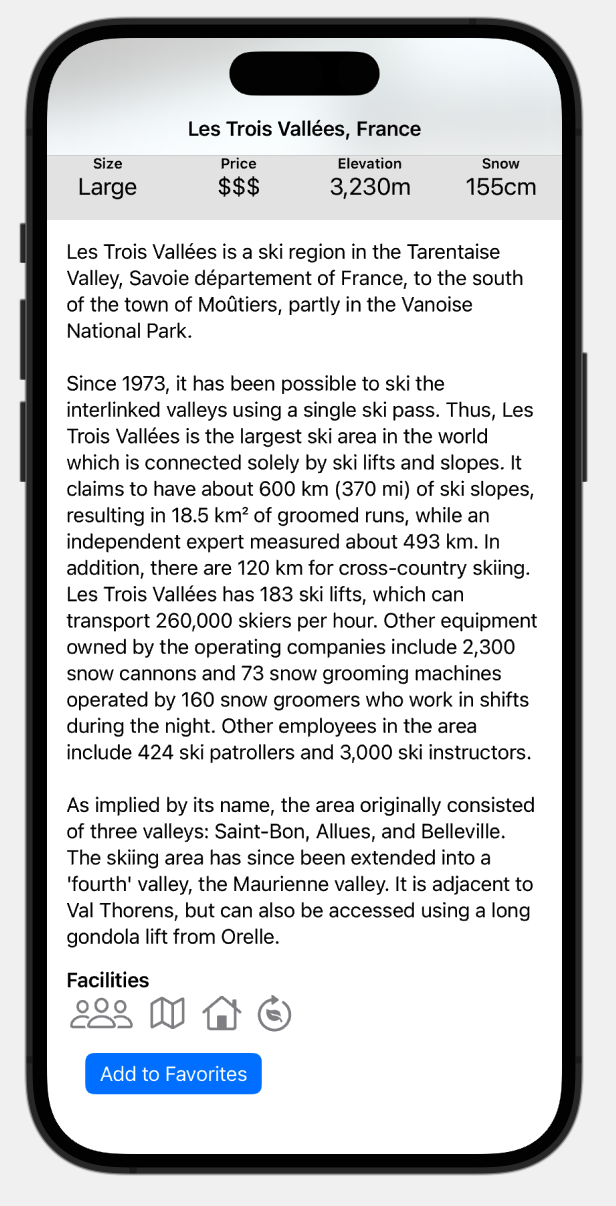 Les Trois Vallées, France
Size Price Elevation Snow
Large $$$ 3,230m 155cm
Les Trois Vallées is a ski region in the Tarentaise
Valley, Savoie département of France, to the south
of the town of Moûtiers, partly in the Vanoise
National Park.
Since 1973, it has been possible to ski the
interlinked valleys using a single ski pass. Thus, Les
Trois Vallées is the largest ski area in the world
which is connected solely by ski lifts and slopes. It
claims to have about 600 km (370 mi) of ski slopes,
resulting in 18.5 km² of groomed runs, while an
independent expert measured about 493 km. In
addition, there are 120 km for cross-country skiing.
Les Trois Vallées has 183 ski lifts, which can
transport 260,000 skiers per hour. Other equipment
owned by the operating companies include 2,300
snow cannons and 73 snow grooming machines
operated by 160 snow groomers who work in shifts
during the night. Other employees in the area
include 424 ski patrollers and 3,000 ski instructors.
As implied by its name, the area originally consisted
of three valleys: Saint-Bon, Allues, and Belleville.
The skiing area has since been extended into a
'fourth' valley, the Maurienne valley. It is adjacent to
Val Thorens, but can also be accessed using a long
gondola lift from Orelle.
Facilities
Add to Favorites